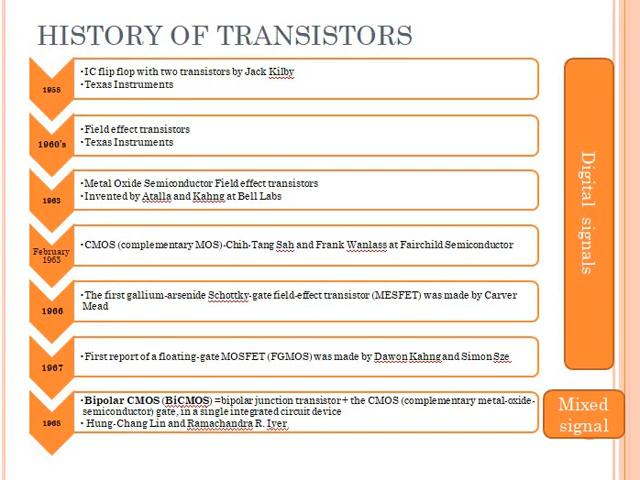 HISTORY OF TRANSISTORS
1958
•IC flip flop with two transistors by Jack Kilby
•Texas Instruments
1960's
•Field effect transistors
•Texas Instruments
1963
•Metal Oxide Semiconductor Field effect transistors
•Invented by Atalla and Kahng at Bell Labs
February
1963
•CMOS (complementary MOS)-Chih-Tang Sah and Frank Wanlass at Fairchild Semiconductor
1966
•The first gallium-arsenide Schottky-gate field-effect transistor (MESFET) was made by Carver
Mead
1967
•First report of a floating-gate MOSFET (FGMOS) was made by Dawon Kahng and Simon Sze
1968
•Bipolar CMOS (BiCMOS) =bipolar junction transistor + the CMOS (complementary metal-oxide-
semiconductor) gate, in a single integrated circuit device
• Hung-Chang Lin and Ramachandra R. Iyer
Digital signals
Mixed
signal